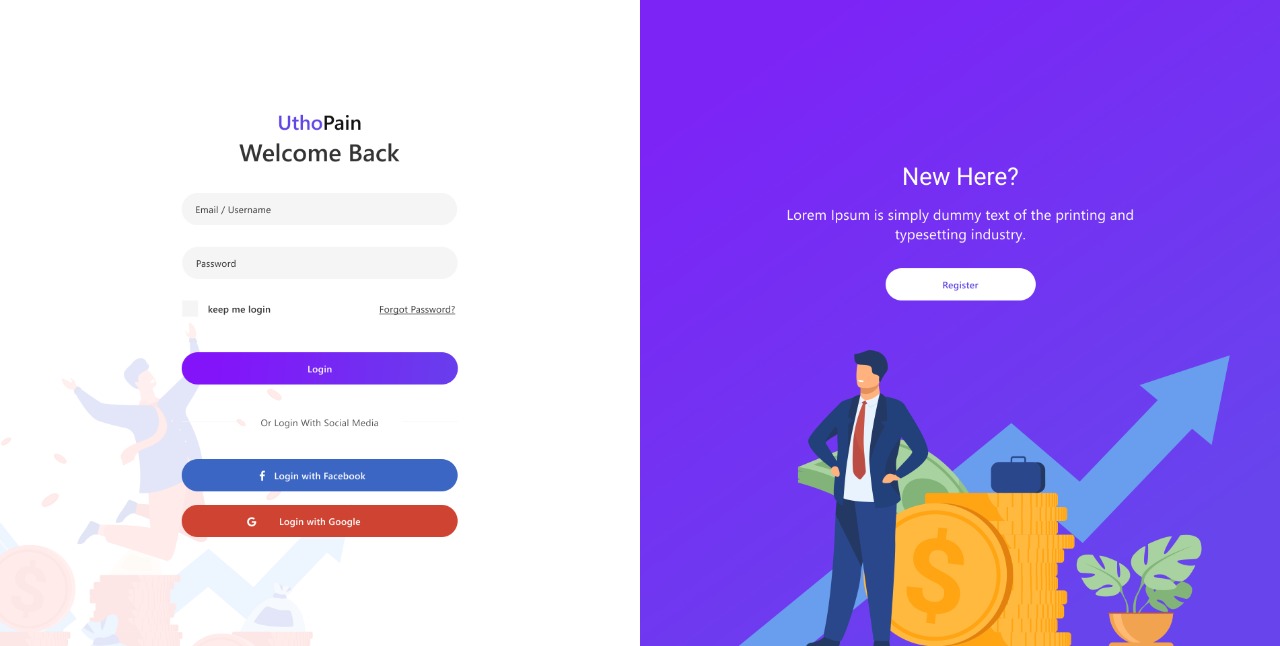 UthoPain
Welcome Back
Email / Username
Password
keep me login
Forgot Password?
Login
Or Login With Social Media
f Login with Facebook
G Login with Google
New Here?
Lorem Ipsum is simply dummy text of the printing and
typesetting industry.
Register
$
$